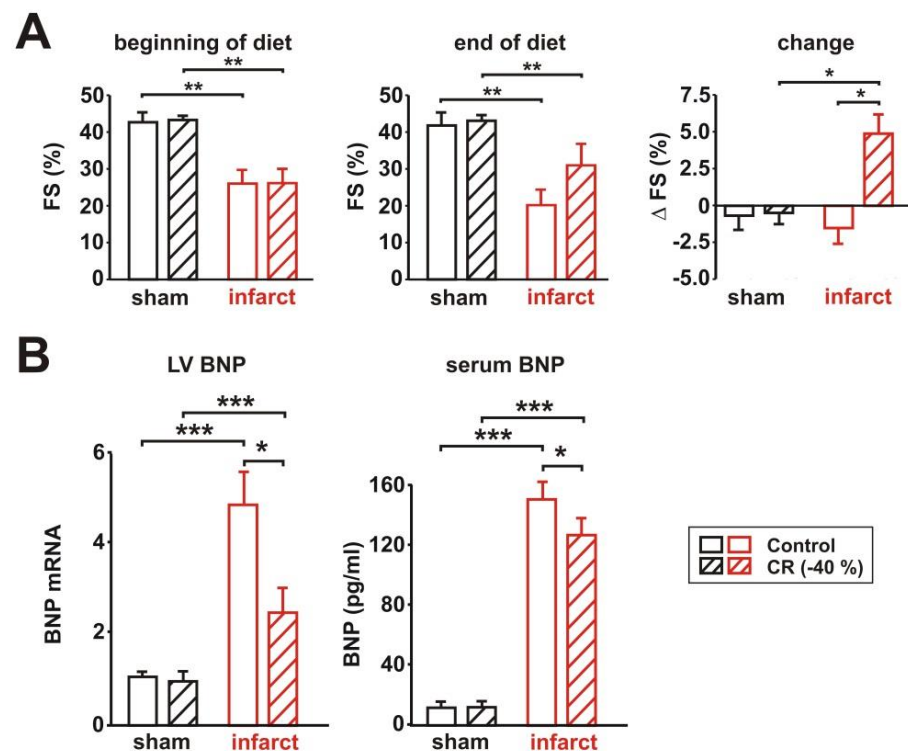 A
beginning of diet
end of diet
change
**
**
**
**
*
*
FS (%)
50
40
30
20
10
0
sham
infarct
FS (%)
50
40
30
20
10
0
sham
infarct
Δ FS (%)
7.5
5.0
2.5
0
-2.5
-5.0
sham
infarct
B
LV BNP
serum BNP
***
***
*
***
***
*
BNP mRNA
6
4
2
0
sham
infarct
BNP (pg/ml)
160
120
80
40
0
sham
infarct
Control
CR (-40 %)